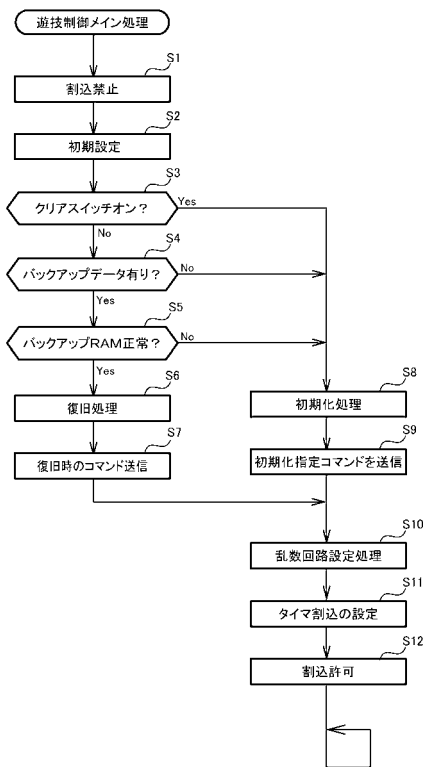 遊技制御メイン処理
S1
割込禁止
S2
初期設定
S3
クリアスイッチオン?
Yes
No
S4
バックアップデータ有り?
No
Yes
S5
バックアップRAM正常?
No
Yes
S6
復旧処理
S7
復旧時のコマンド送信
S8
初期化処理
S9
初期化指定コマンドを送信
S10
乱数回路設定処理
S11
タイマ割込の設定
S12
割込許可